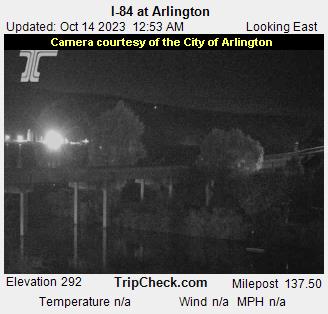 I-84 at Arlington
Updated: Oct 14 2023 12:53 AM Looking East
Camera courtesy of the City of Arlington
Elevation 292 TripCheck.com Milepost 137.50
Temperature n/a Wind n/a MPH n/a